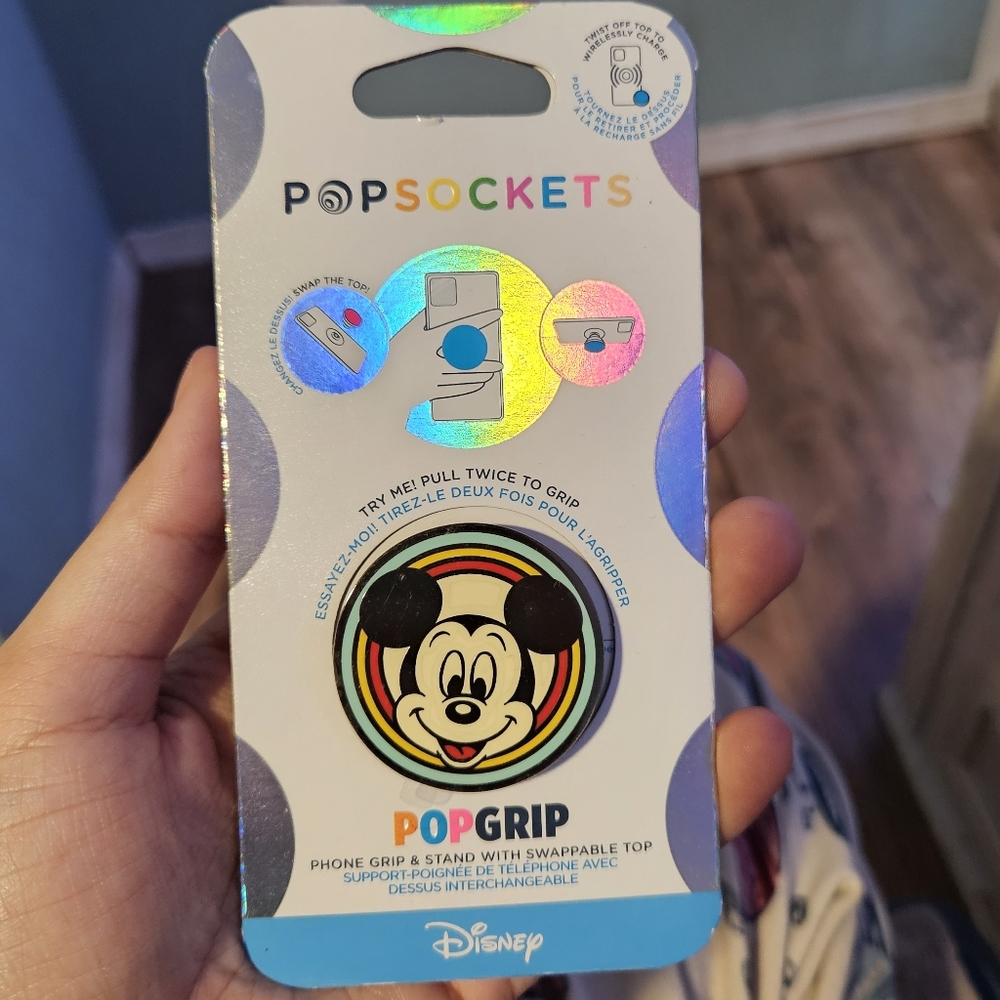 TWIST OFF TOP TO
WIRELESSLY CHARGE
TOURNEZ LE DESSUS
POUR LE RETIRER ET PROCÉDER
À LA RECHARGE SANS FIL
POPSOCKETS
SWAP THE TOP!
CHANGEZ LE DESSUS!
TRY ME! PULL TWICE TO GRIP
ESSAYEZ-MOI! TIREZ-LE DEUX FOIS POUR L'AGRIPPER
POPGRIP
PHONE GRIP & STAND WITH SWAPPABLE TOP
SUPPORT-POIGNÉE DE TÉLÉPHONE AVEC
DESSUS INTERCHANGEABLE
Disney